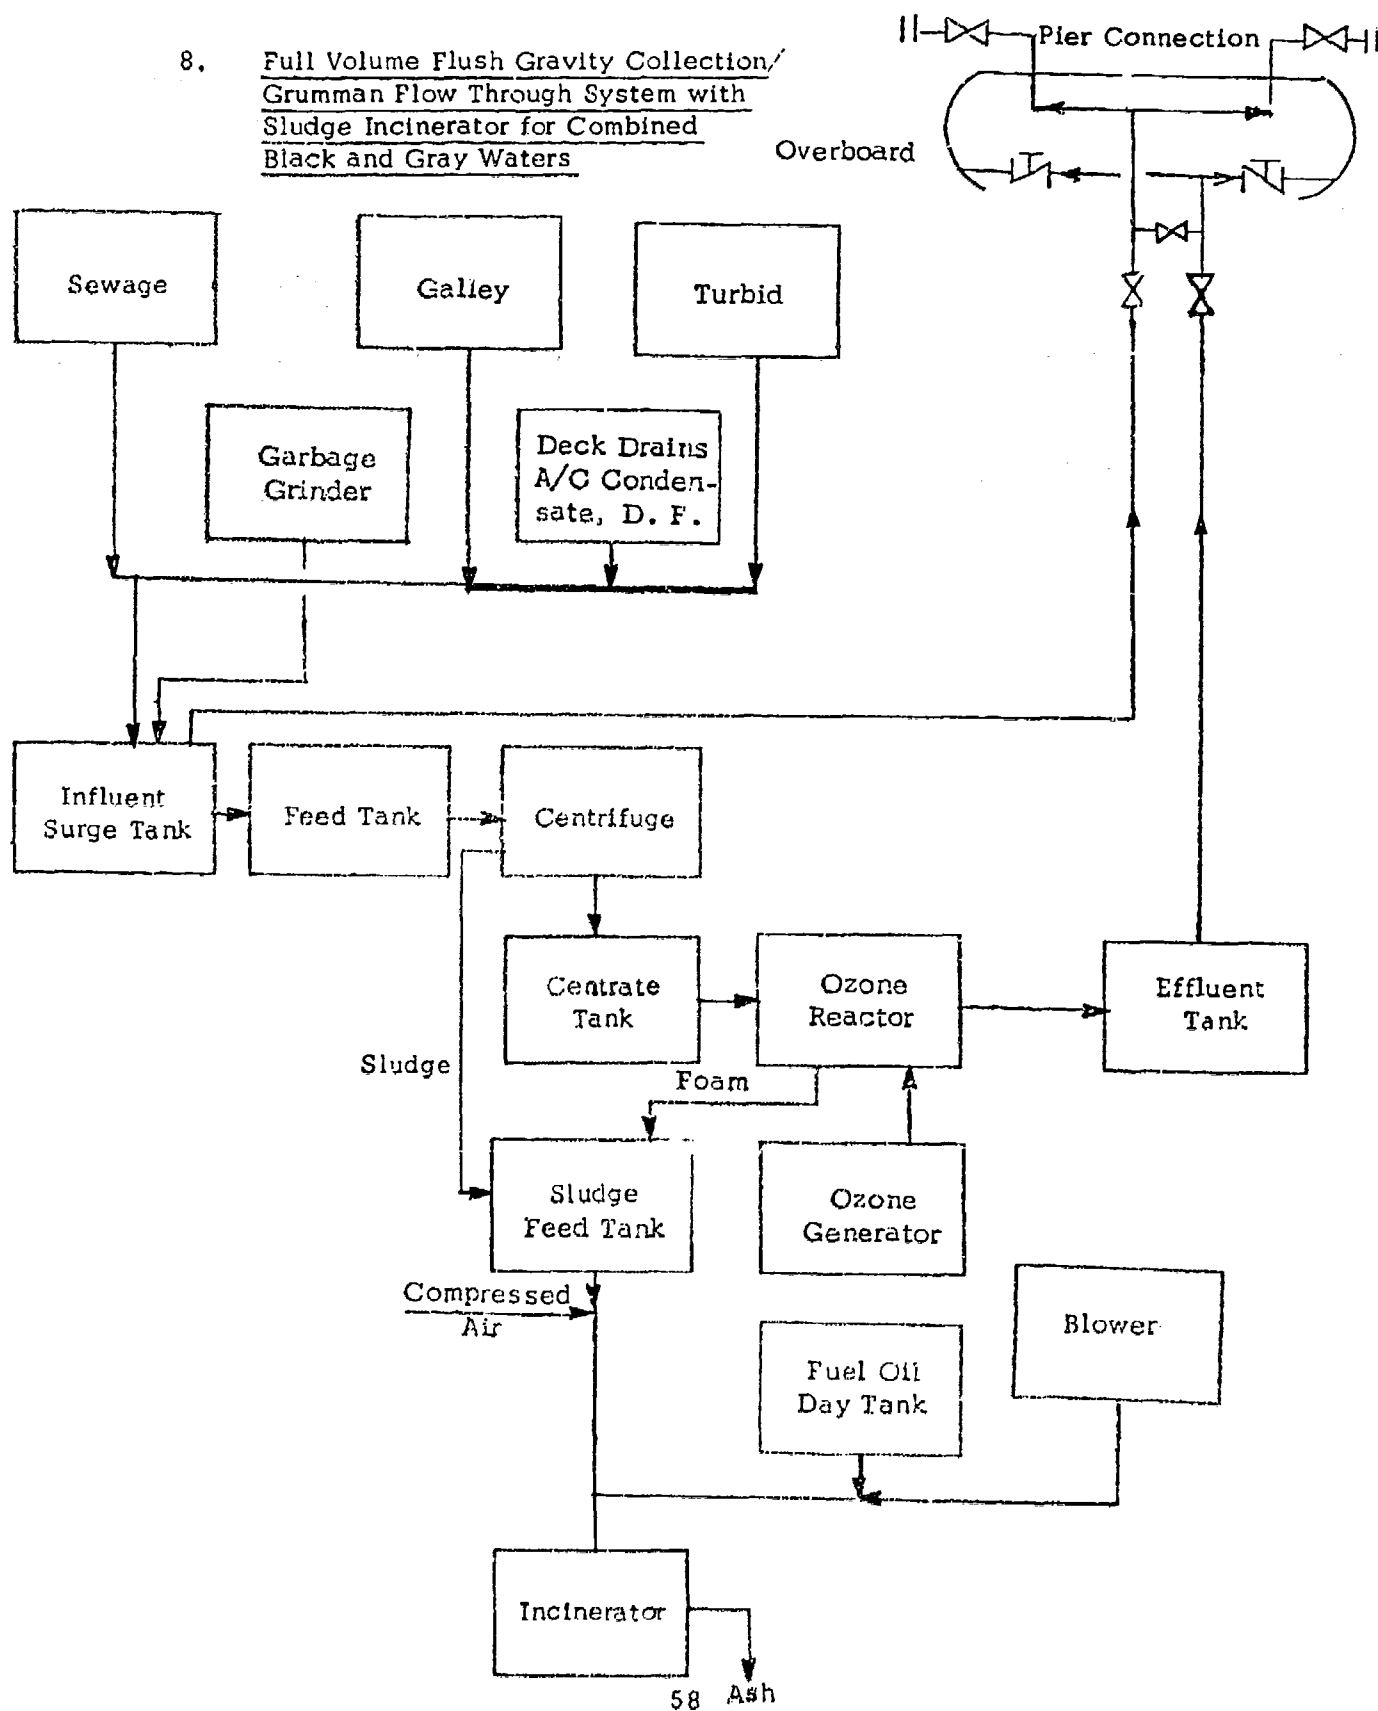 Pier Connection
8. Full Volume Flush Gravity Collection/
Grumman Flow Through System with
Sludge Incinerator for Combined
Black and Gray Waters
Overboard
Sewage
Galley
Turbid
Garbage
Grinder
Deck Drains
A/C Conden-
sate, D. F.
Influent
Surge Tank
Feed Tank
Centrifuge
Centrate
Tank
Ozone
Reactor
Effluent
Tank
Sludge
Foam
Sludge
Feed Tank
Ozone
Generator
Compressed
Air
Fuel Oil
Day Tank
Blower
Incinerator
Ash
58